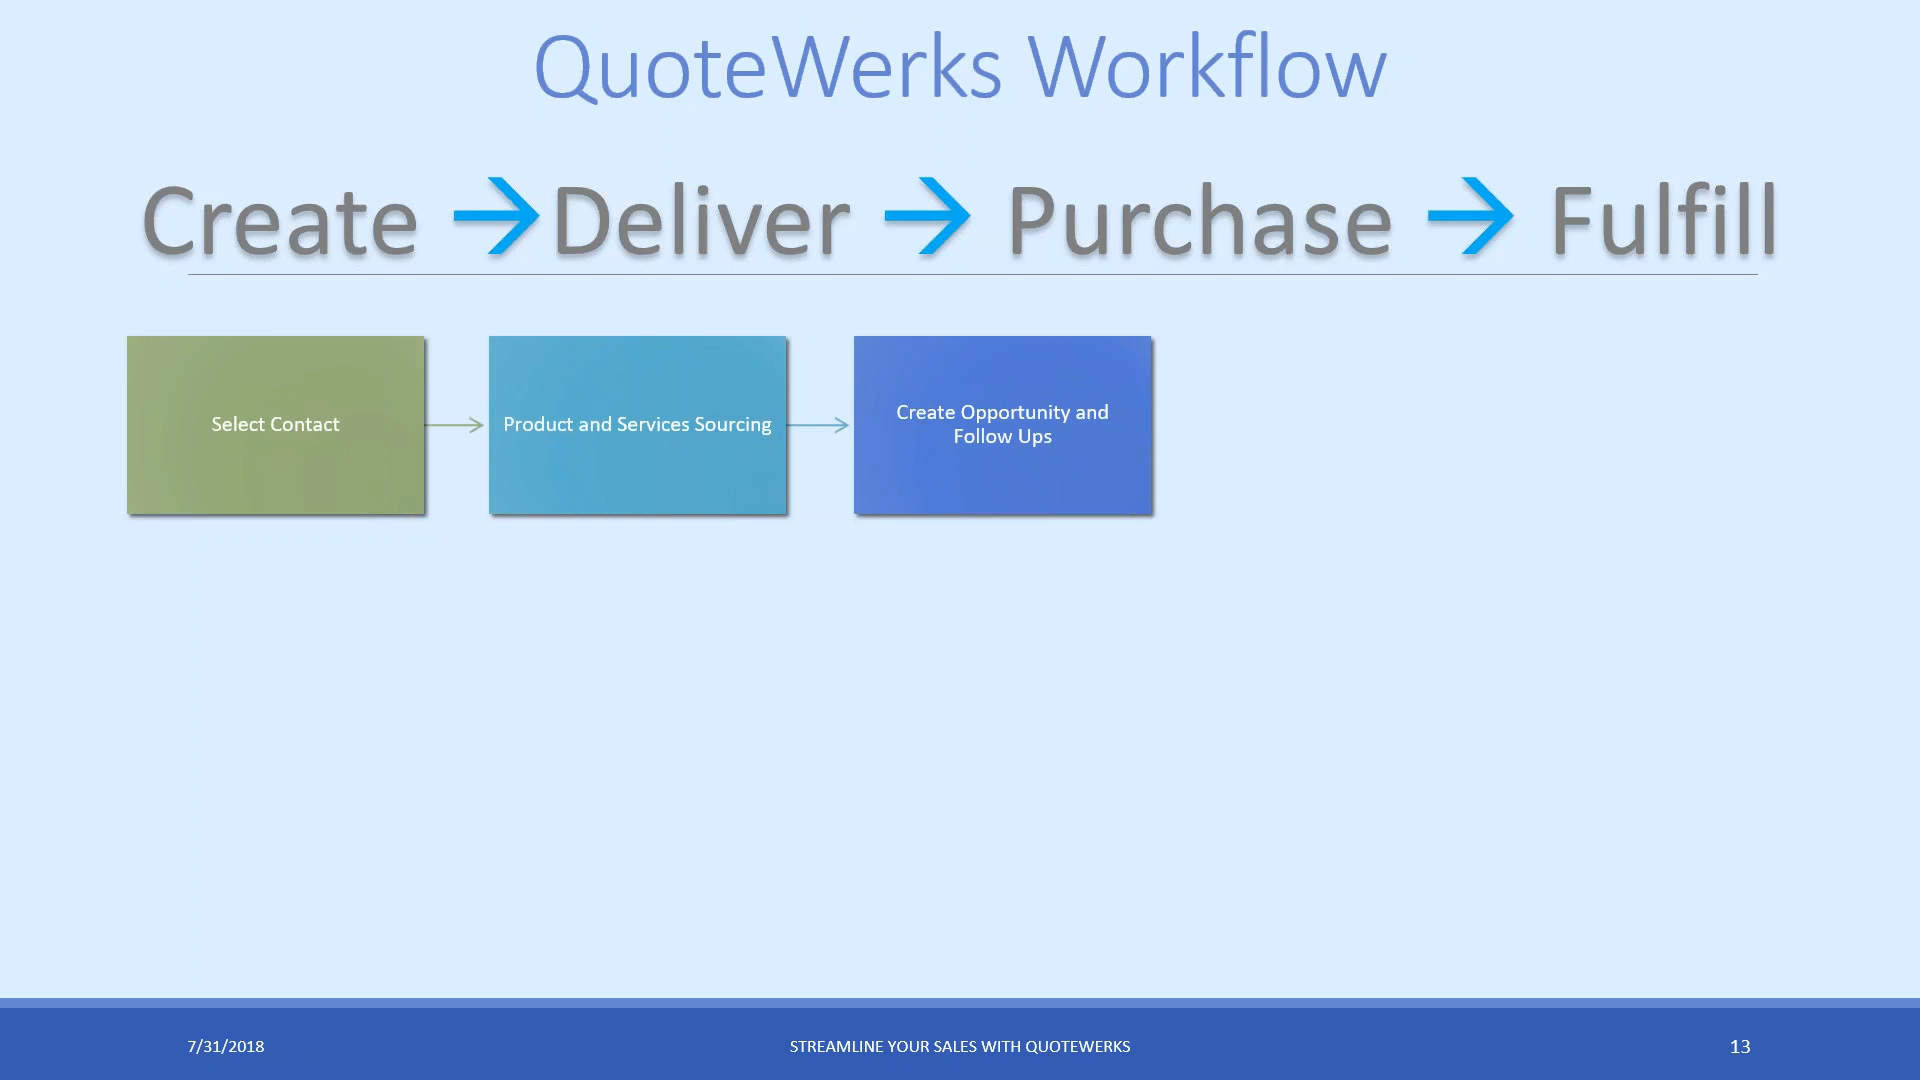 QuoteWerks Workflow
Create → Deliver → Purchase → Fulfill
Select Contact
Product and Services Sourcing
Create Opportunity and
Follow Ups
7/31/2018
STREAMLINE YOUR SALES WITH QUOTEWERKS
13